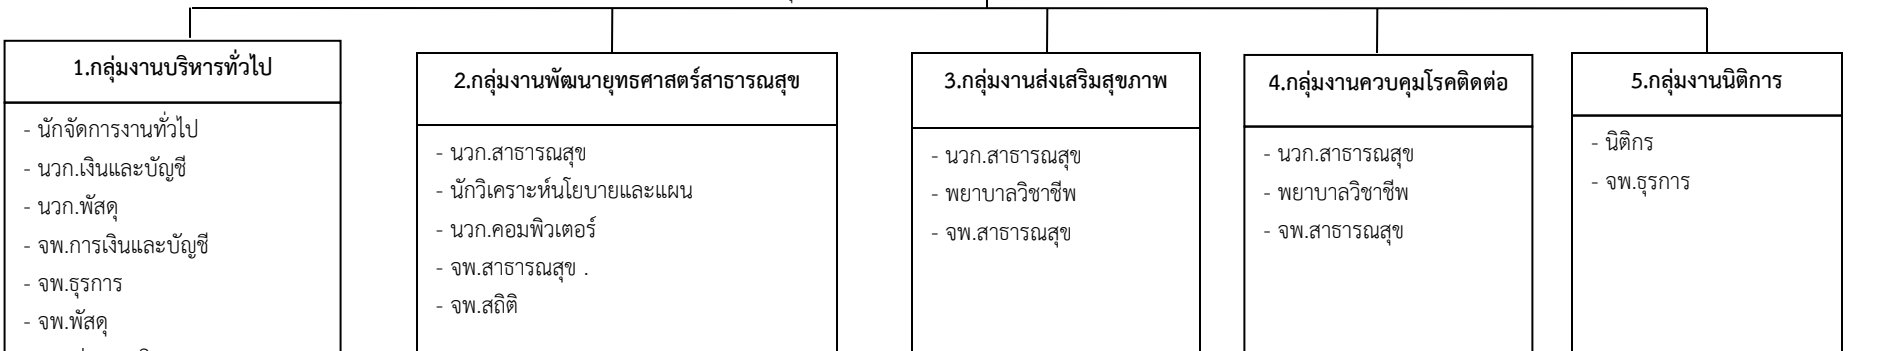 1.กลุ่มงานบริหารทั่วไป
- นักจัดการงานทั่วไป
- นวก.เงินและบัญชี
- นวก.พัสดุ
- จพ.การเงินและบัญชี
- จพ.ธุรการ
- จพ.พัสดุ
2.กลุ่มงานพัฒนายุทธศาสตร์สาธารณสุข
- นวก.สาธารณสุข
- นักวิเคราะห์นโยบายและแผน
- นวก.คอมพิวเตอร์
- จพ.สาธารณสุข .
- จพ.สถิติ
3.กลุ่มงานส่งเสริมสุขภาพ
- นวก.สาธารณสุข
- พยาบาลวิชาชีพ
- จพ.สาธารณสุข
4.กลุ่มงานควบคุมโรคติดต่อ
- นวก.สาธารณสุข
- พยาบาลวิชาชีพ
- จพ.สาธารณสุข
5.กลุ่มงานนิติการ
- นิติกร
- จพ.ธุรการ